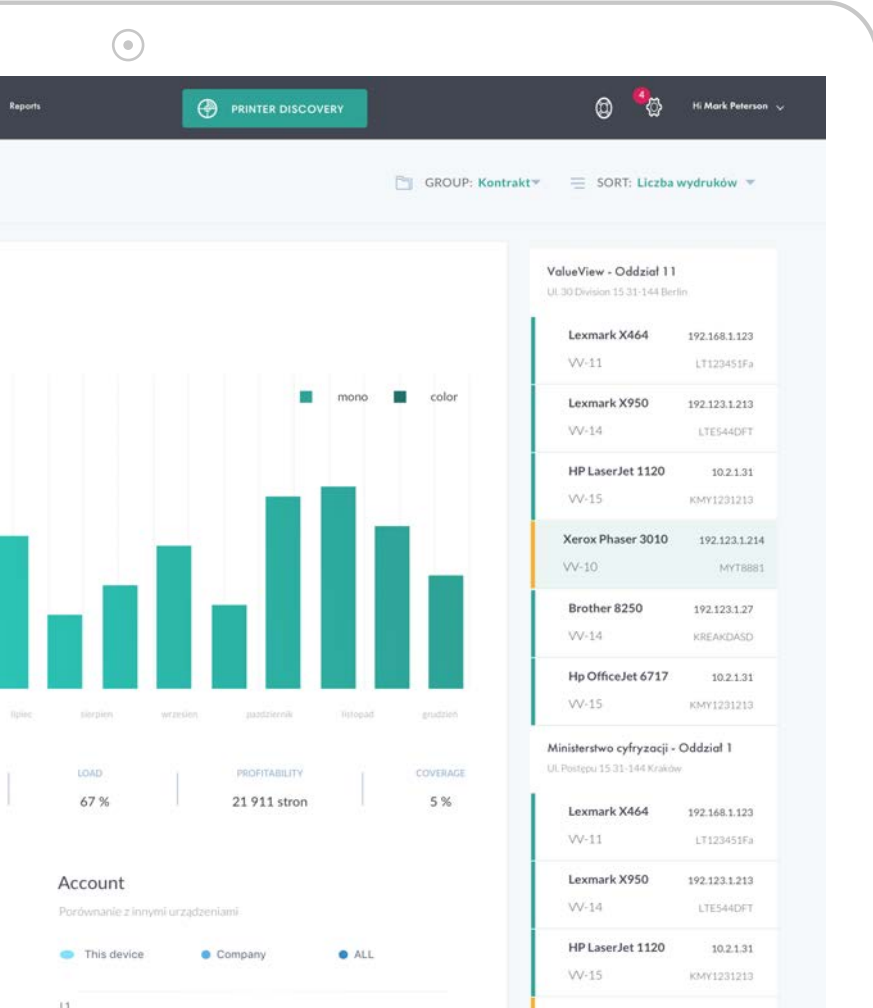 Reports
PRINTER DISCOVERY
4
Hi Mark Peterson
GROUP: Kontrakt
SORT: Liczba wydruków
mono
color
lipiec
sierpien
wrzesien
pazdziernik
listopad
grudzien
LOAD
PROFITABILITY
COVERAGE
67 %
21 911 stron
5 %
Account
Porównanie z innymi urządzeniami
This device
Company
ALL
ValueView - Oddział 11
Ul. 30 Division 15 31-144 Berlin
Lexmark X464 192.168.1.123
VV-11 LT123451Fa
Lexmark X950 192.123.1.213
VV-14 LTE544DFT
HP LaserJet 1120 10.2.1.31
VV-15 KMY1231213
Xerox Phaser 3010 192.123.1.214
VV-10 MYT8881
Brother 8250 192.123.1.27
VV-14 KREAKDASD
Hp OfficeJet 6717 10.2.1.31
VV-15 KMY1231213
Ministerstwo cyfryzacji - Oddział 1
Ul. Postępu 15 31-144 Kraków
Lexmark X464 192.168.1.123
VV-11 LT123451Fa
Lexmark X950 192.123.1.213
VV-14 LTE544DFT
HP LaserJet 1120 10.2.1.31
VV-15 KMY1231213